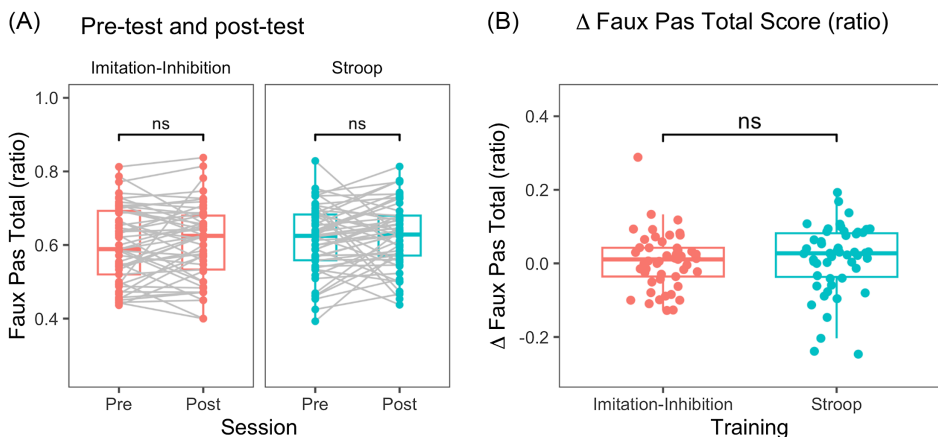 (A)
Pre-test and post-test
Imitation-Inhibition
Stroop
Faux Pas Total (ratio)
1.0
0.8
0.6
0.4
ns
ns
Pre
Post
Pre
Post
Session
(B)
Δ Faux Pas Total Score (ratio)
Δ Faux Pas Total (ratio)
0.4
0.2
0.0
-0.2
ns
Imitation-Inhibition
Stroop
Training